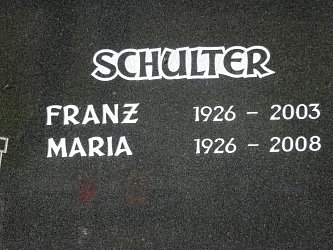 SCHULTER
FRANZ 1926 – 2003
MARIA 1926 – 2008